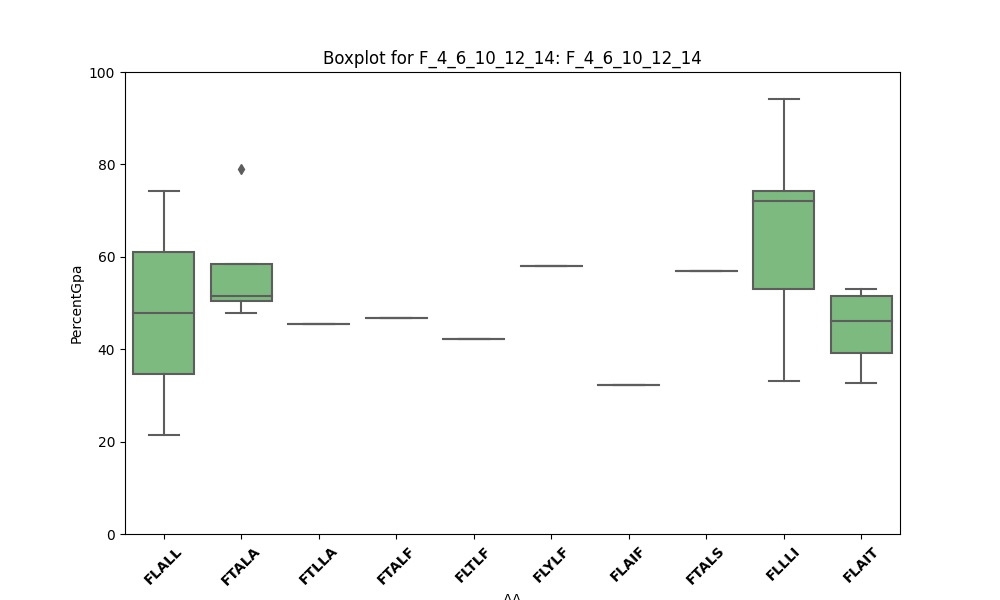 Boxplot for F_4_6_10_12_14: F_4_6_10_12_14
100
80
60
40
20
0
PercentGpa
FLALL
FTALA
FTLLA
FTALF
FLTLF
FLYLF
FLAIF
FTALS
FLLLI
FLAIT
AA